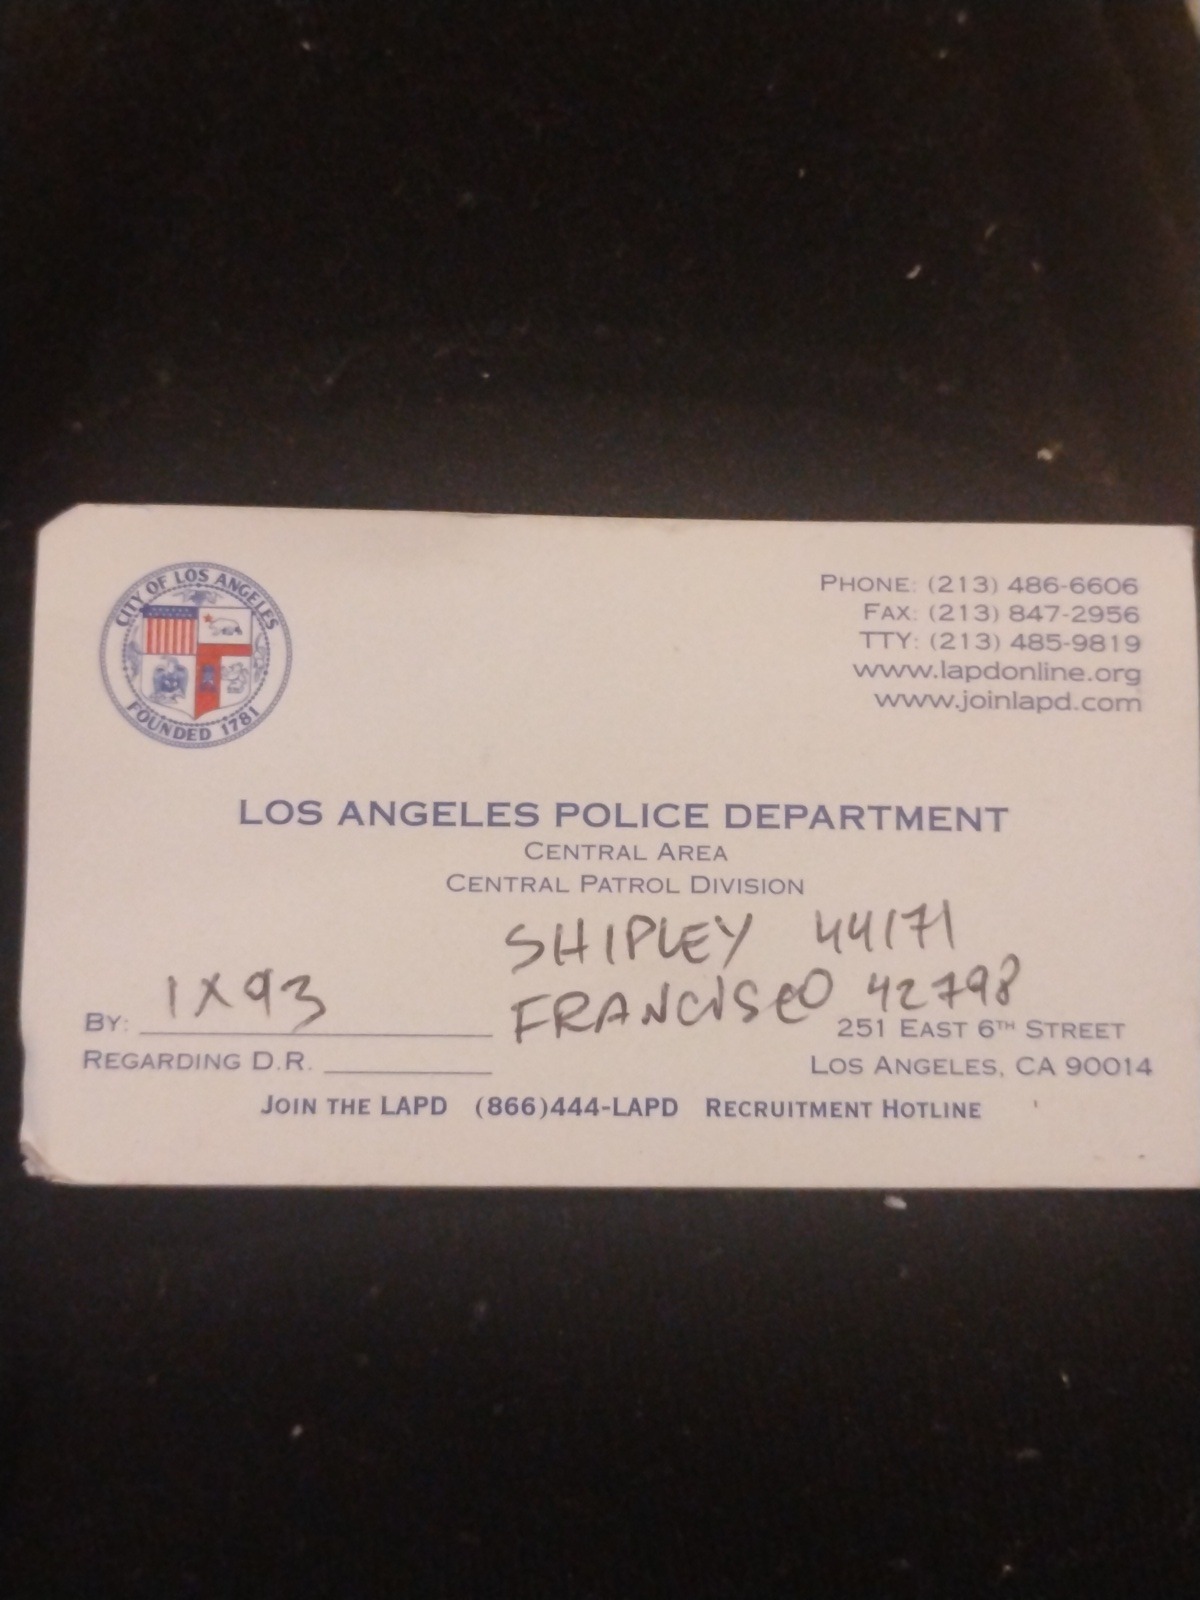 CITY OF LOS ANGELES
FOUNDED 1781
PHONE: (213) 486-6606
FAX: (213) 847-2956
TTY: (213) 485-9819
www.lapdonline.org
www.joinlapd.com
LOS ANGELES POLICE DEPARTMENT
CENTRAL AREA
CENTRAL PATROL DIVISION
SHIPLEY 44171
FRANCISCO 42798
BY: 1X93
251 EAST 6TH STREET
REGARDING D.R.
LOS ANGELES, CA 90014
JOIN THE LAPD (866)444-LAPD RECRUITMENT HOTLINE